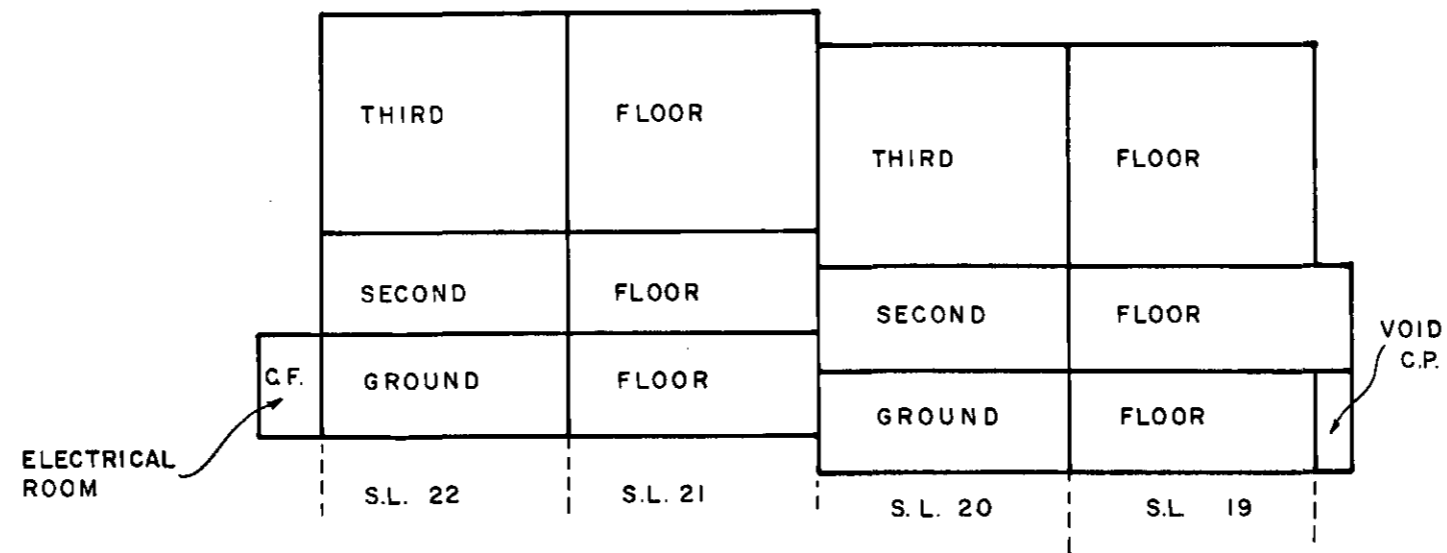 THIRD FLOOR
THIRD FLOOR
SECOND FLOOR
SECOND FLOOR
VOID
C.P.
C.F.
GROUND FLOOR
GROUND FLOOR
ELECTRICAL
ROOM
S.L. 22
S.L. 21
S.L. 20
S.L 19